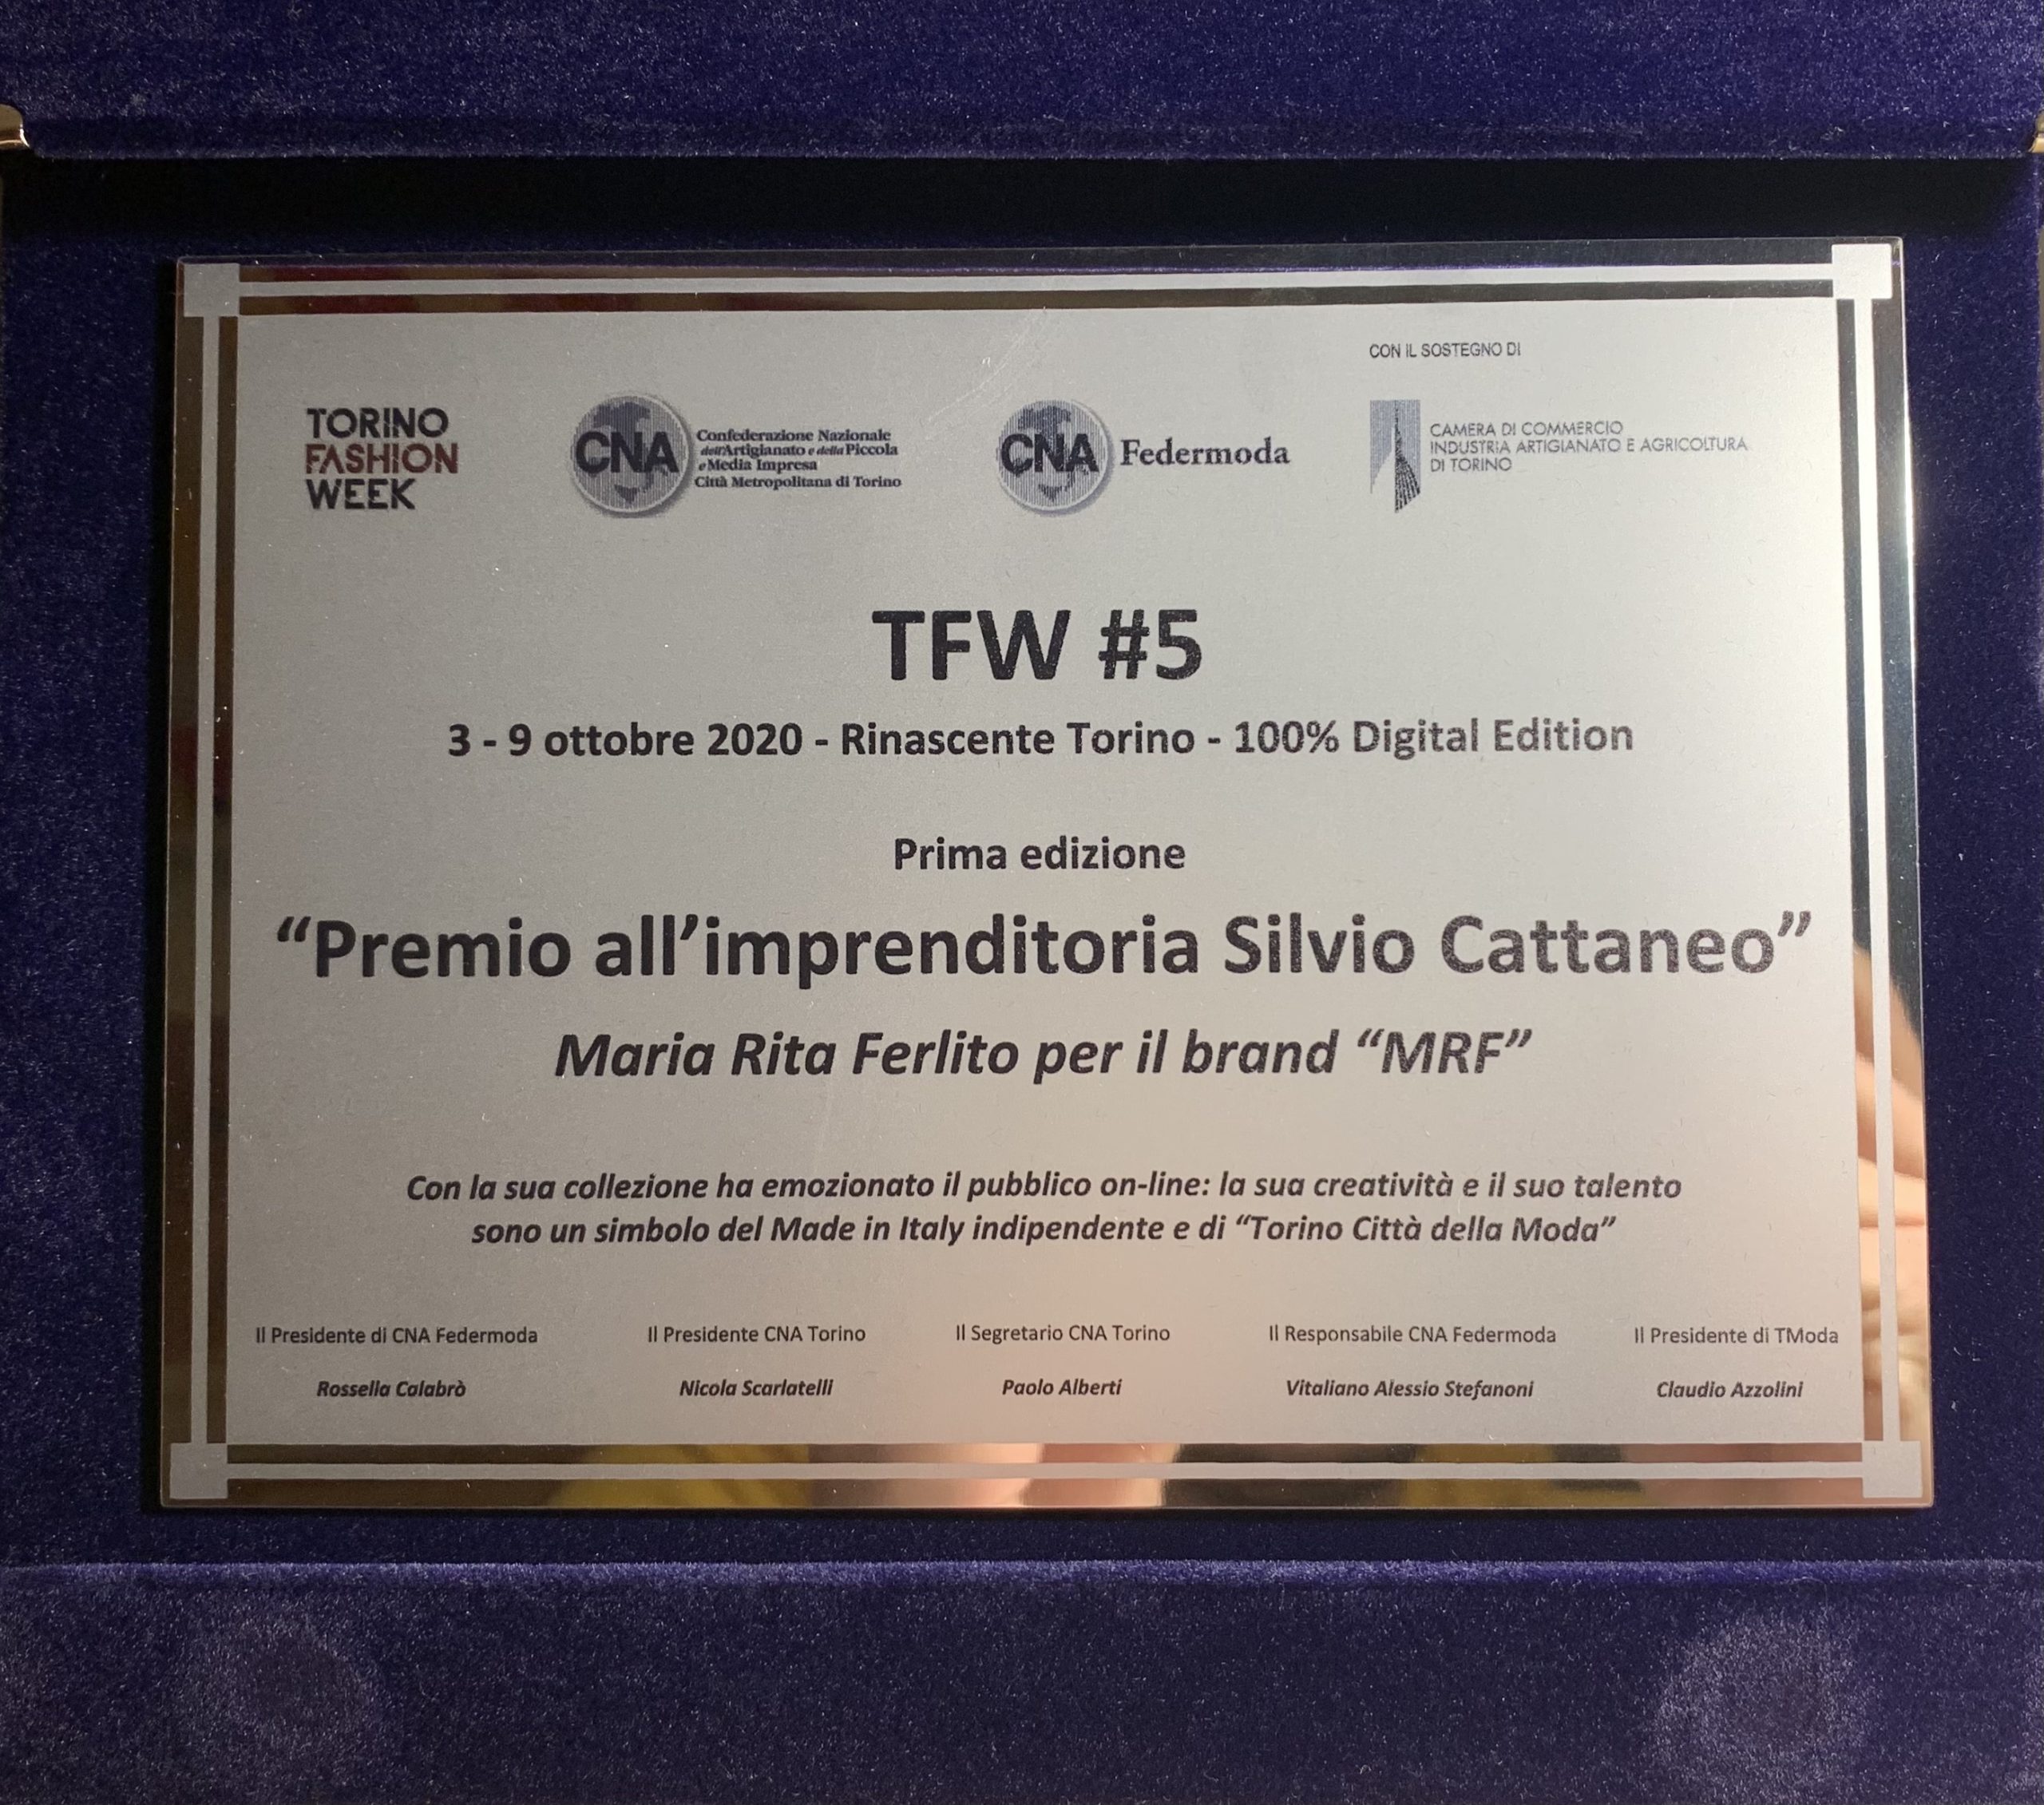 CON IL SOSTEGNO DI
TORINO
FASHION
WEEK
CNA
Confederazione Nazionale
dell'Artigianato e della Piccola
e Media Impresa
Città Metropolitana di Torino
CNA Federmoda
CAMERA DI COMMERCIO
INDUSTRIA ARTIGIANATO E AGRICOLTURA
DI TORINO
TFW #5
3 - 9 ottobre 2020 - Rinascente Torino - 100% Digital Edition
Prima edizione
“Premio all’imprenditoria Silvio Cattaneo”
Maria Rita Ferlito per il brand “MRF”
Con la sua collezione ha emozionato il pubblico on-line: la sua creatività e il suo talento
sono un simbolo del Made in Italy indipendente e di “Torino Città della Moda”
Il Presidente di CNA Federmoda
Rossella Calabrò
Il Presidente CNA Torino
Nicola Scarlatelli
Il Segretario CNA Torino
Paolo Alberti
Il Responsabile CNA Federmoda
Vitaliano Alessio Stefanoni
Il Presidente di TModa
Claudio Azzolini